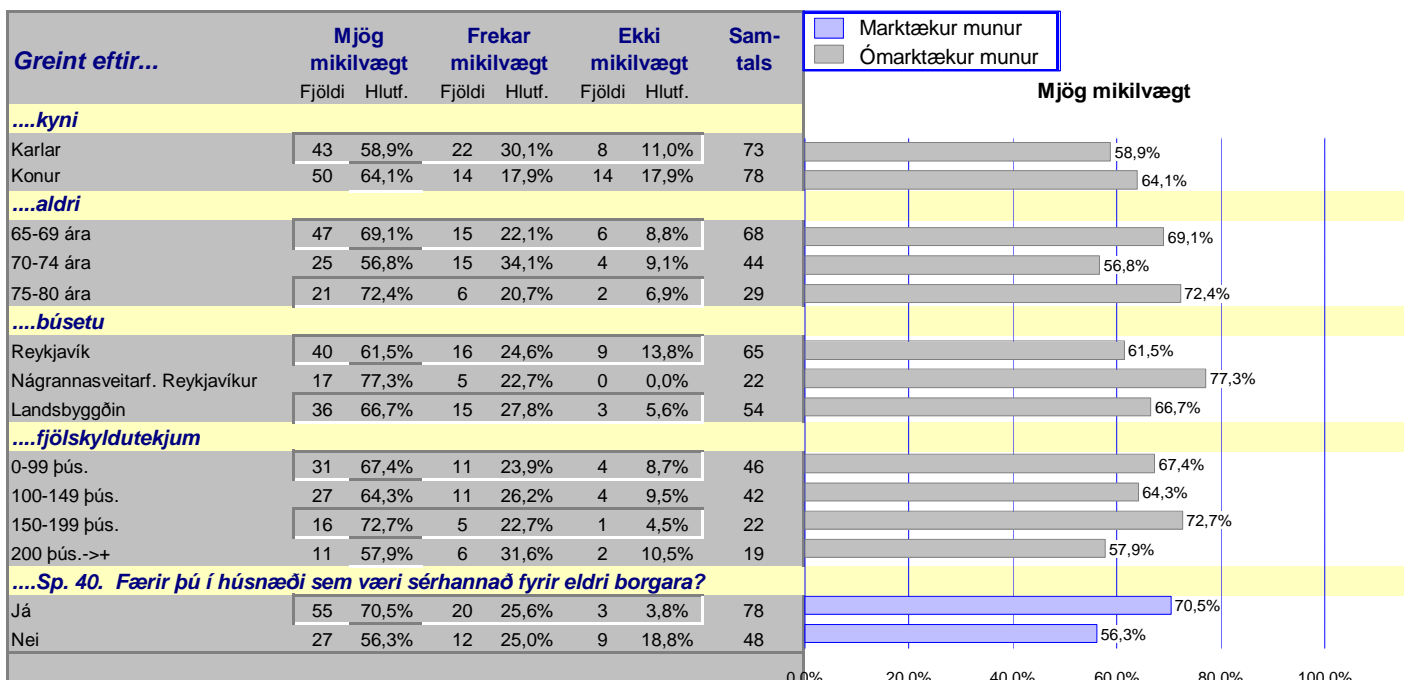 Greint eftir... Mjög mikilvægt Frekar mikilvægt Ekki mikilvægt Sam-tals
Fjöldi Hlutf. Fjöldi Hlutf. Fjöldi Hlutf.
Marktækur munur
Ómarktækur munur
Mjög mikilvægt
....kyni
Karlar 43 58,9% 22 30,1% 8 11,0% 73 58,9%
Konur 50 64,1% 14 17,9% 14 17,9% 78 64,1%
....aldri
65-69 ára 47 69,1% 15 22,1% 6 8,8% 68 69,1%
70-74 ára 25 56,8% 15 34,1% 4 9,1% 44 56,8%
75-80 ára 21 72,4% 6 20,7% 2 6,9% 29 72,4%
....búsetu
Reykjavík 40 61,5% 16 24,6% 9 13,8% 65 61,5%
Nágrannasveitarf. Reykjavíkur 17 77,3% 5 22,7% 0 0,0% 22 77,3%
Landsbyggðin 36 66,7% 15 27,8% 3 5,6% 54 66,7%
....fjölskyldutekjum
0-99 þús. 31 67,4% 11 23,9% 4 8,7% 46 67,4%
100-149 þús. 27 64,3% 11 26,2% 4 9,5% 42 64,3%
150-199 þús. 16 72,7% 5 22,7% 1 4,5% 22 72,7%
200 þús.->+ 11 57,9% 6 31,6% 2 10,5% 19 57,9%
....Sp. 40. Færir þú í húsnæði sem væri sérhannað fyrir eldri borgara?
Já 55 70,5% 20 25,6% 3 3,8% 78 70,5%
Nei 27 56,3% 12 25,0% 9 18,8% 48 56,3%
0,0% 20,0% 40,0% 60,0% 80,0% 100,0%